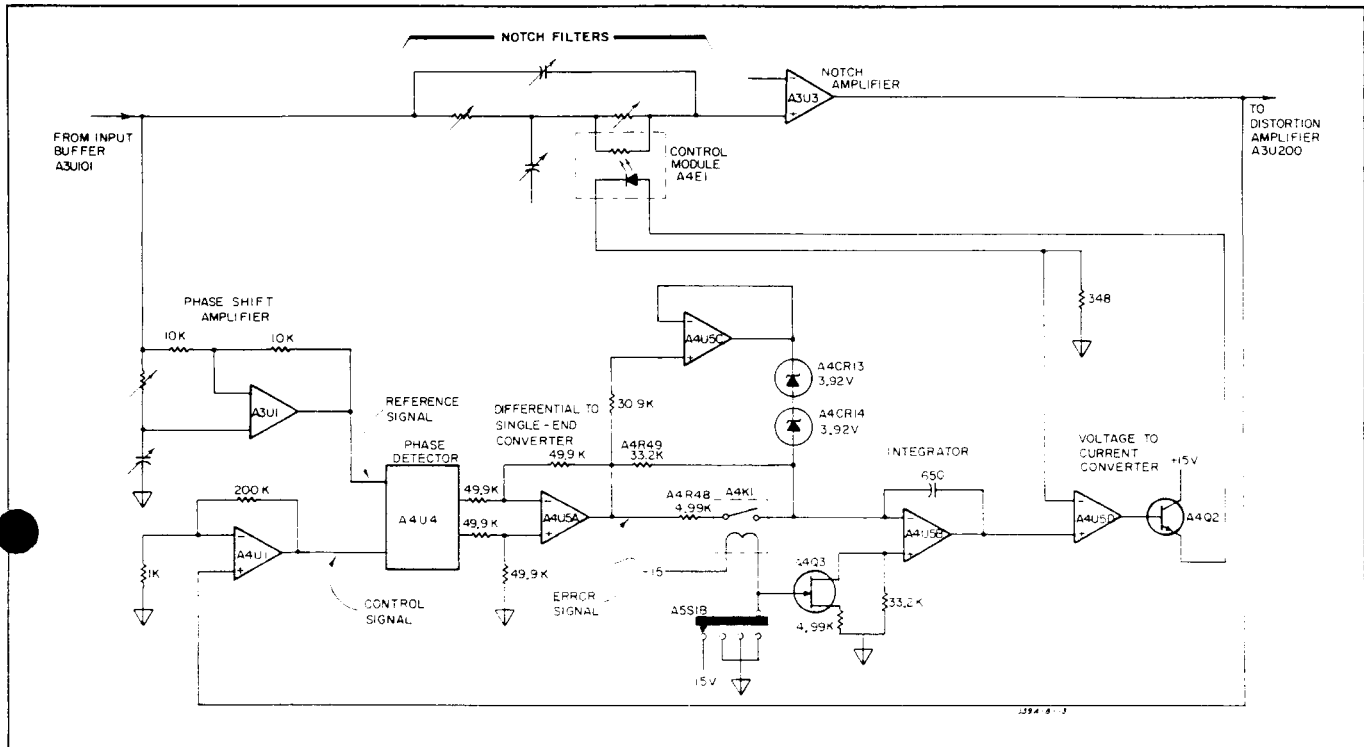 NOTCH FILTERS
NOTCH
AMPLIFIER
A3U3
FROM INPUT
BUFFER
A3U101
TO
DISTORTION
AMPLIFIER
A3U200
CONTROL
MODULE
A4E1
348
PHASE SHIFT
AMPLIFIER
10K
10K
A3U1
REFERENCE
SIGNAL
PHASE
DETECTOR
A4U4
DIFFERENTIAL TO
SINGLE-END
CONVERTER
49.9K
49.9K
49.9K
49.9K
A4U5A
A4U5C
30.9K
A4CR13
3.92V
A4CR14
3.92V
A4R49
33.2K
A4R48
4.99K
A4K1
INTEGRATOR
650
A4U5B
VOLTAGE TO
CURRENT
CONVERTER
+15V
A4U5D
A4Q2
200K
A4U1
1K
CONTROL
SIGNAL
ERROR
SIGNAL
-15
A5S1B
15V
A4Q3
4.99K
33.2K